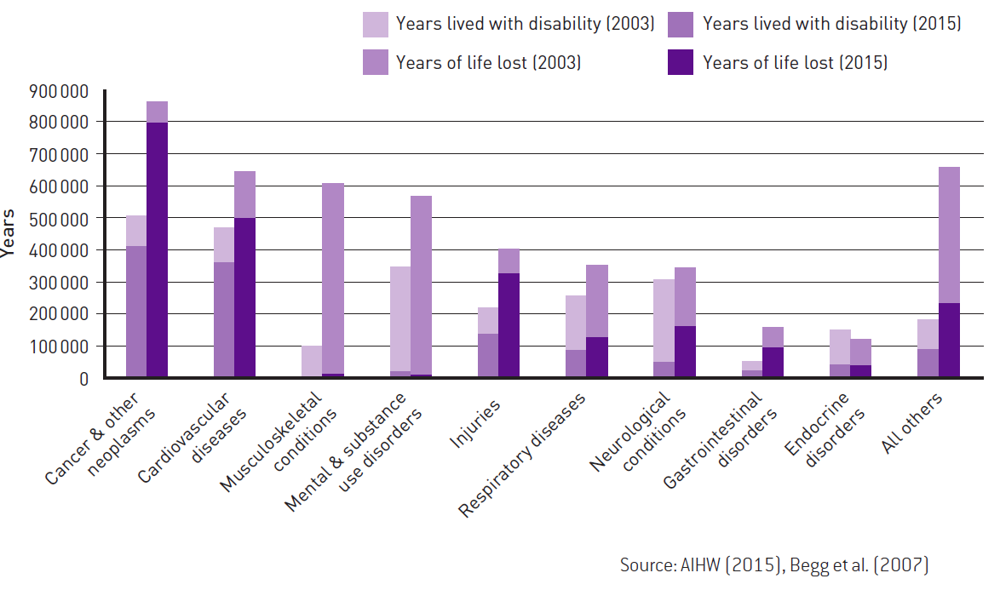 Years lived with disability (2003)
Years lived with disability (2015)
Years of life lost (2003)
Years of life lost (2015)
900 000
800 000
700 000
600 000
500 000
400 000
300 000
200 000
100 000
0
Years
Cancer & other
neoplasms
Cardiovascular
diseases
Musculoskeletal
conditions
Mental & substance
use disorders
Injuries
Respiratory diseases
Neurological
conditions
Gastrointestinal
disorders
Endocrine
disorders
All others
Source: AIHW (2015), Begg et al. (2007)